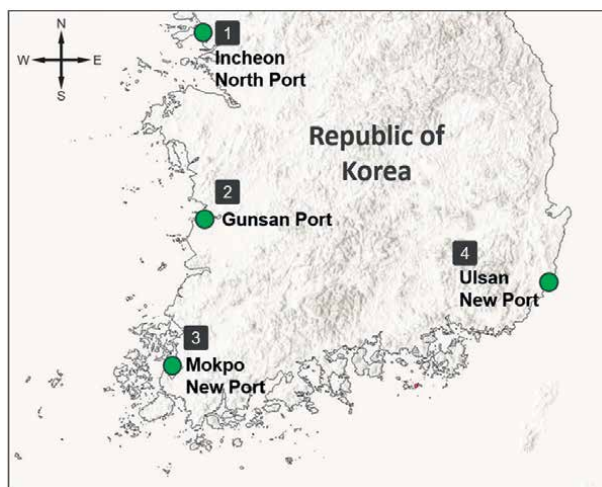 N
W E
S
1
Incheon
North Port
Republic of
Korea
2
Gunsan Port
4
Ulsan
New Port
3
Mokpo
New Port